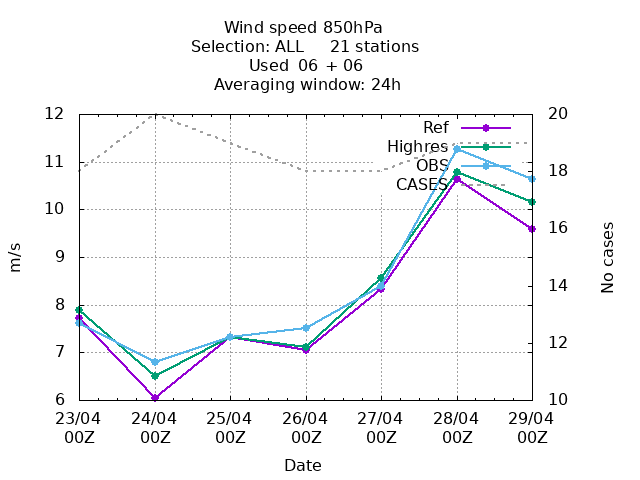 Wind speed 850hPa
Selection: ALL 21 stations
Used 06 + 06
Averaging window: 24h
12
11
10
9
8
7
6
m/s
20
18
16
14
12
10
No cases
Ref
Highres
OBS
CASES
23/04 24/04 25/04 26/04 27/04 28/04 29/04
00Z 00Z 00Z 00Z 00Z 00Z 00Z
Date